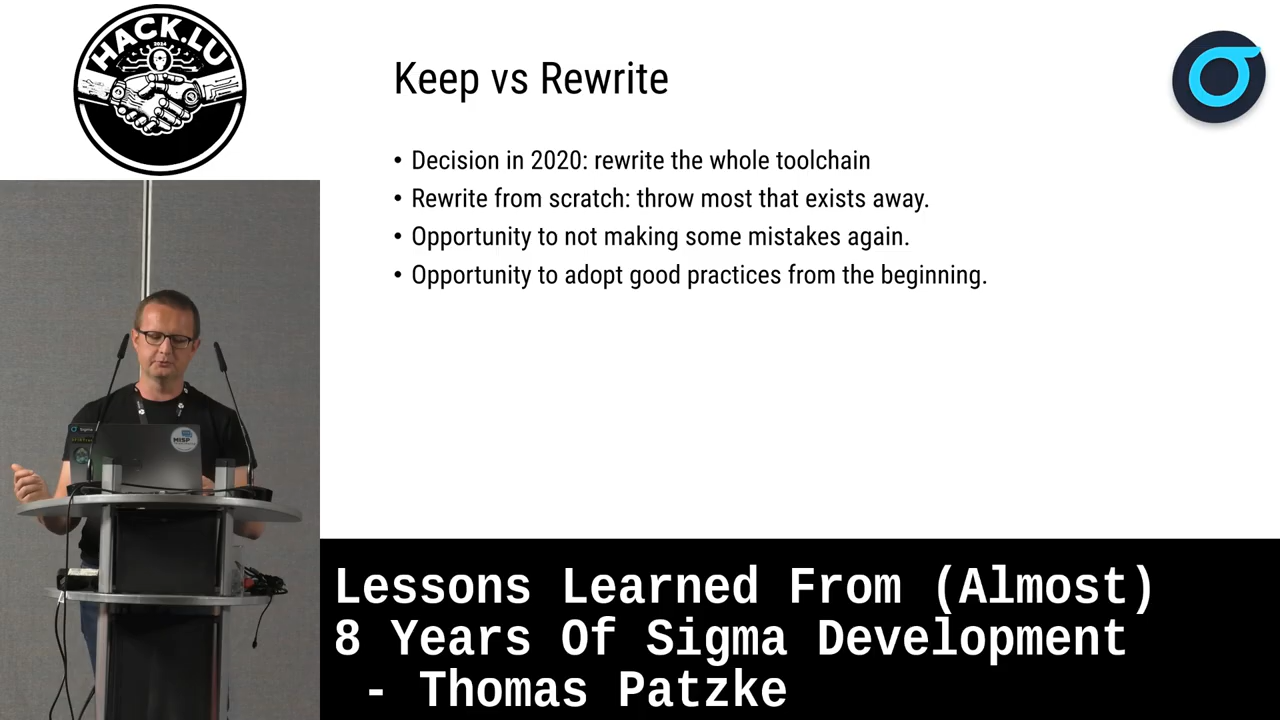 HACK.LU
2024
Keep vs Rewrite
• Decision in 2020: rewrite the whole toolchain
• Rewrite from scratch: throw most that exists away.
• Opportunity to not making some mistakes again.
• Opportunity to adopt good practices from the beginning.
Sigma
MISP
Lessons Learned From (Almost)
8 Years Of Sigma Development
- Thomas Patzke